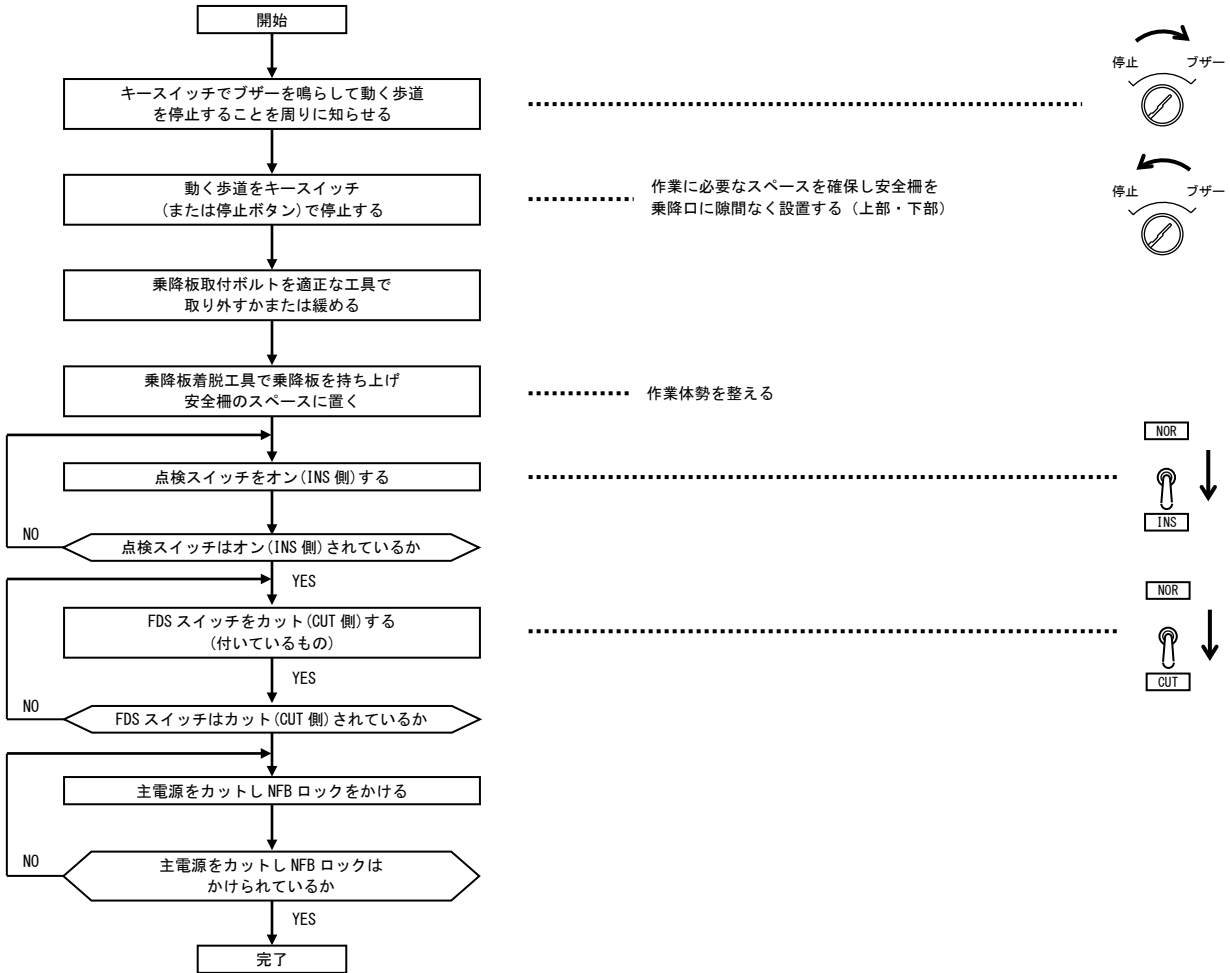 開始
キースイッチでブザーを鳴らして動く歩道
を停止することを周りに知らせる
停止 ブザー
動く歩道をキースイッチ
(または停止ボタン)で停止する
作業に必要なスペースを確保し安全柵を
乗降口に隙間なく設置する（上部・下部）
停止 ブザー
乗降板取付ボルトを適正な工具で
取り外すかまたは緩める
乗降板着脱工具で乗降板を持ち上げ
安全柵のスペースに置く
作業体勢を整える
点検スイッチをオン(INS 側)する
NOR
INS
NO
点検スイッチはオン(INS 側)されているか
YES
FDS スイッチをカット(CUT 側)する
(付いているもの)
NOR
CUT
YES
NO
FDS スイッチはカット(CUT 側)されているか
主電源をカットし NFB ロックをかける
NO
主電源をカットし NFB ロックは
かけられているか
YES
完了